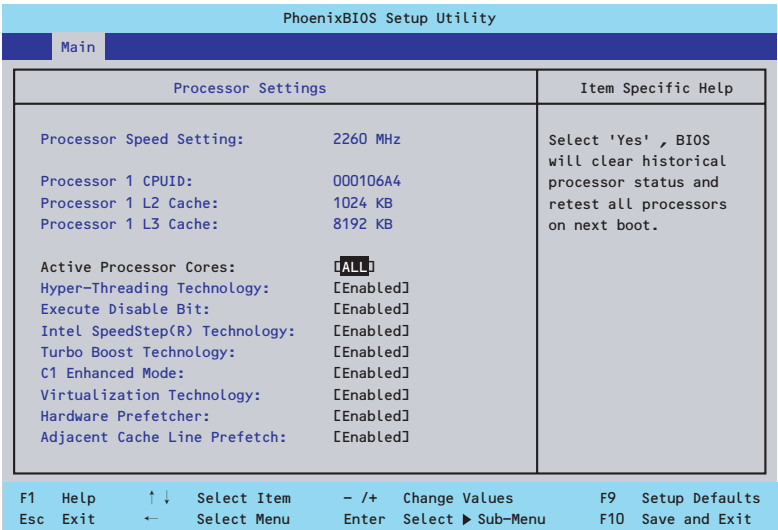 PhoenixBIOS Setup Utility
Main
Processor Settings
Item Specific Help
Processor Speed Setting: 2260 MHz
Processor 1 CPUID: 000106A4
Processor 1 L2 Cache: 1024 KB
Processor 1 L3 Cache: 8192 KB
Active Processor Cores: [ALL]
Hyper-Threading Technology: [Enabled]
Execute Disable Bit: [Enabled]
Intel SpeedStep(R) Technology: [Enabled]
Turbo Boost Technology: [Enabled]
C1 Enhanced Mode: [Enabled]
Virtualization Technology: [Enabled]
Hardware Prefetcher: [Enabled]
Adjacent Cache Line Prefetch: [Enabled]
Select 'Yes' , BIOS
will clear historical
processor status and
retest all processors
on next boot.
F1 Help ↑↓ Select Item - /+ Change Values F9 Setup Defaults
Esc Exit ← Select Menu Enter Select ▶ Sub-Menu F10 Save and Exit